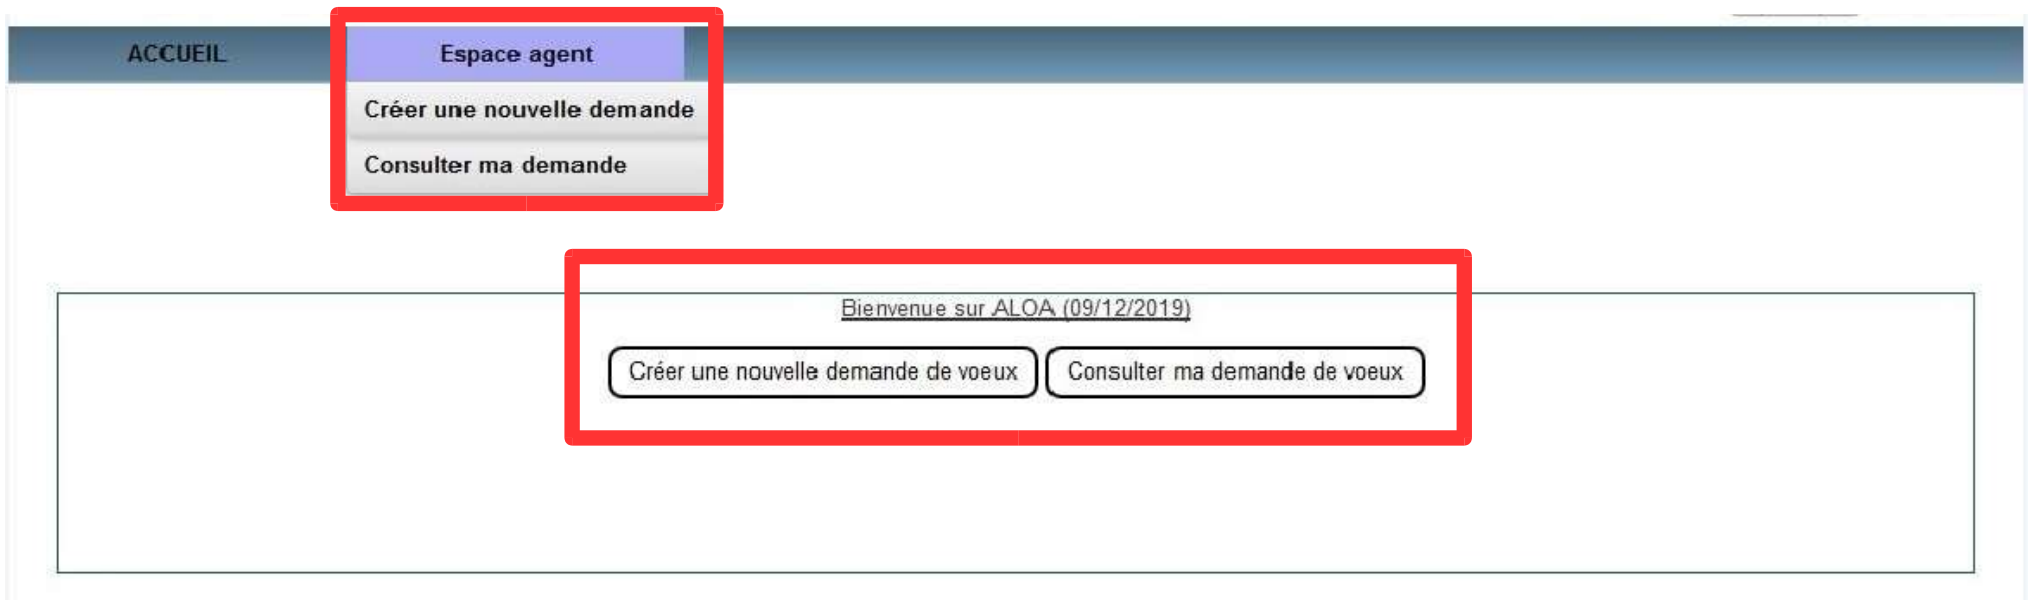 ACCUEIL Espace agent
Créer une nouvelle demande
Consulter ma demande
Bienvenue sur ALOA (09/12/2019)
Créer une nouvelle demande de voeux Consulter ma demande de voeux